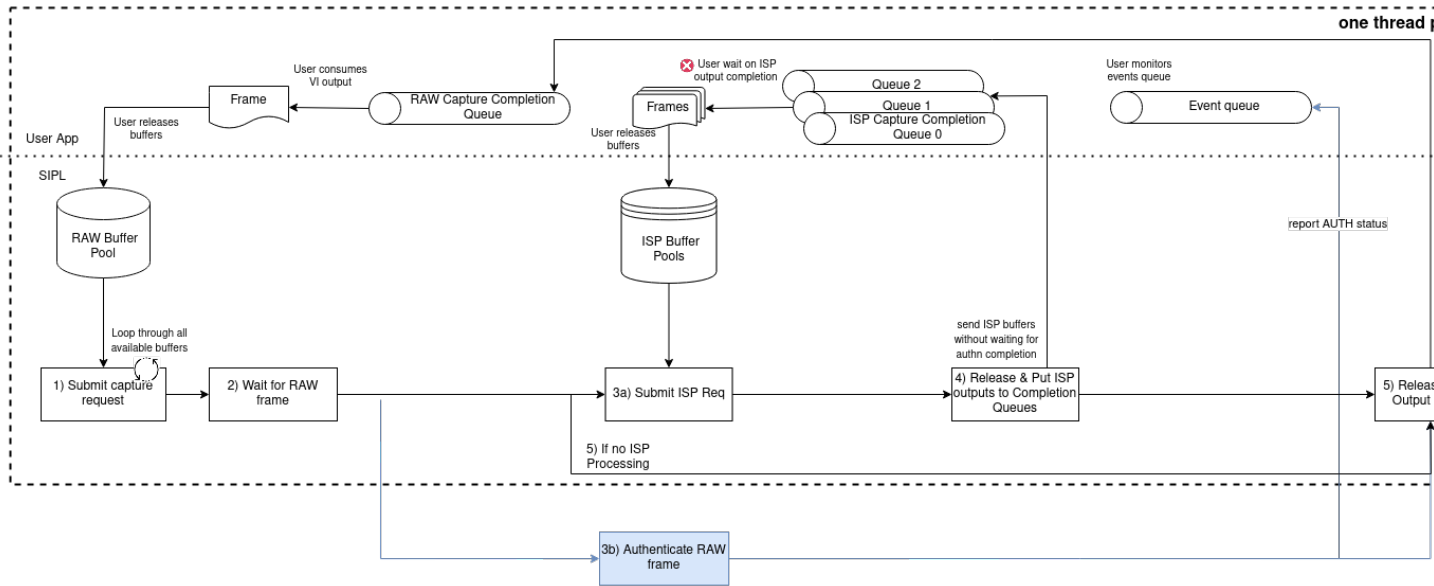 one thread p
User wait on ISP
output completion
User monitors
events queue
User consumes
VI output
Queue 2
Frame
RAW Capture Completion
Queue
Frames
Queue 1
Event queue
ISP Capture Completion
Queue 0
User releases
buffers
User releases
buffers
User App
SIPL
RAW Buffer
Pool
ISP Buffer
Pools
report AUTH status
Loop through all
available buffers
send ISP buffers
without waiting for
authn completion
1) Submit capture
request
2) Wait for RAW
frame
3a) Submit ISP Req
4) Release & Put ISP
outputs to Completion
Queues
5) Releas
Output
5) If no ISP
Processing
3b) Authenticate RAW
frame